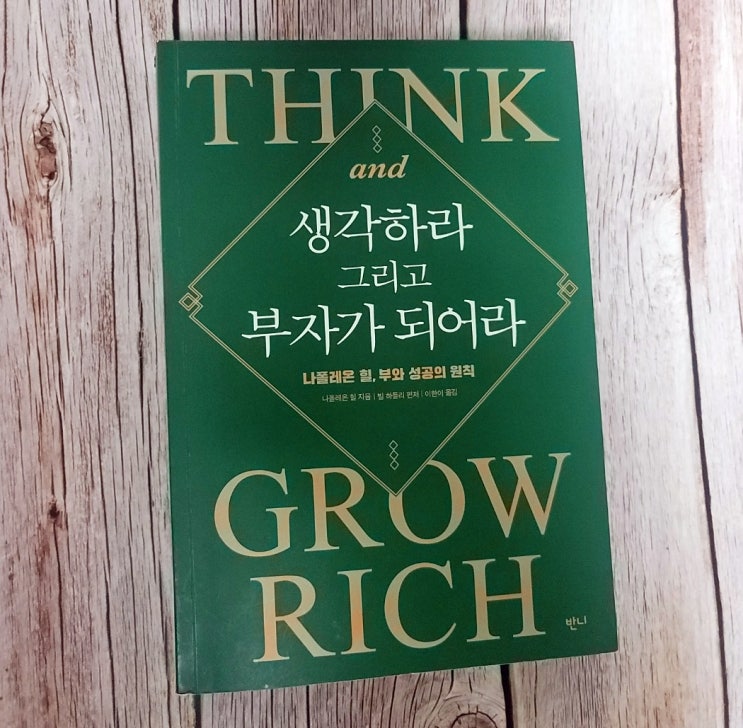 THINK
and
생각하라
그리고
부자가 되어라
나폴레온 힐, 부와 성공의 원칙
나폴레온 힐 지음 | 빌 하틀리 편저 | 이한이 옮김
GROW
RICH
반니